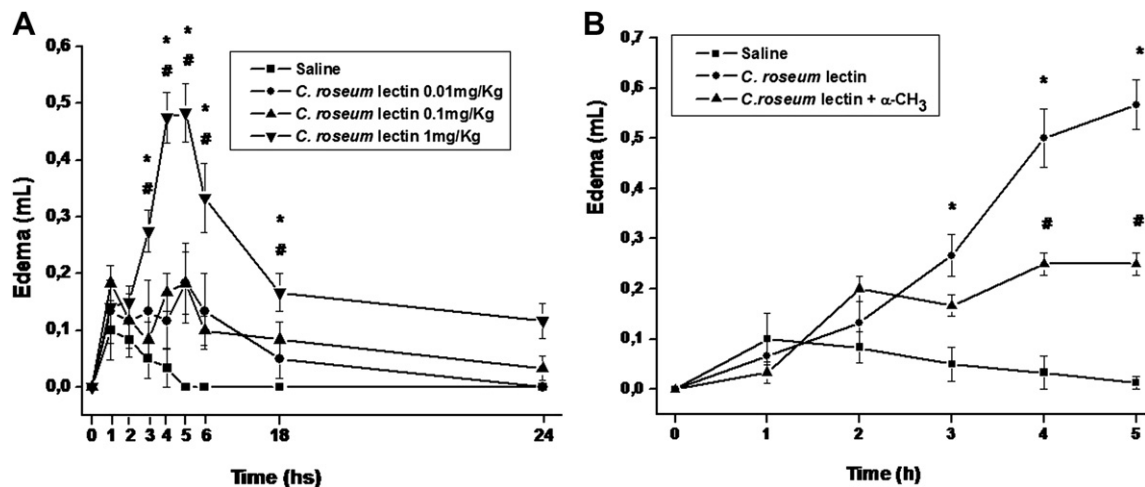 A
0,6
0,5
0,4
0,3
0,2
0,1
0,0
Edema (mL)
Saline
C. roseum lectin 0.01mg/Kg
C. roseum lectin 0.1mg/Kg
C. roseum lectin 1mg/Kg
*
#
*
#
*
#
*
#
*
#
0 1 2 3 4 5 6 18 24
Time (hs)
B
0,7
0,6
0,5
0,4
0,3
0,2
0,1
0,0
Edema (mL)
Saline
C. roseum lectin
C.roseum lectin + α-CH₃
*
*
*
#
#
0 1 2 3 4 5
Time (h)